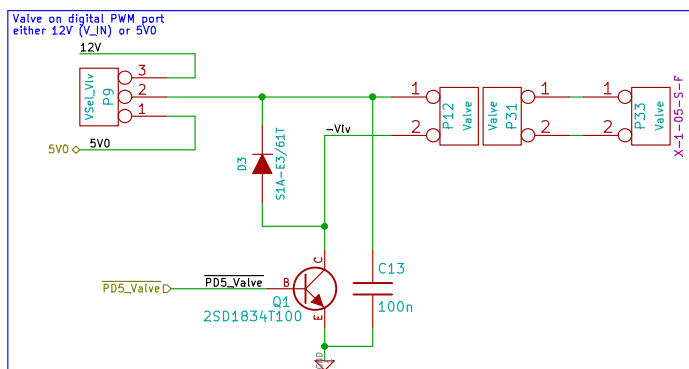 Valve on digital PWM port
either 12V (V_IN) or 5V0
12V
VSel_Vlv
P9
3
2
1
5V0
5V0
D3
S1A-E3/61T
¬Vlv
1
2
P12
Valve
Valve
P31
1
2
1
2
P33
Valve
X-1-05-S-F
PD5_Valve
PD5_Valve
B
C
E
Q1
2SD1834T100
C13
100n
GND